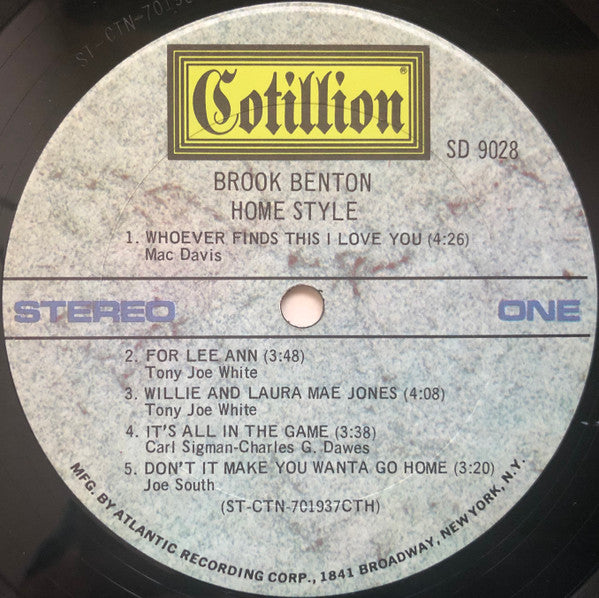 ST-CTN-70193
Cotillion®
SD 9028
BROOK BENTON
HOME STYLE
1. WHOEVER FINDS THIS I LOVE YOU (4:26)
Mac Davis
STEREO ONE
2. FOR LEE ANN (3:48)
Tony Joe White
3. WILLIE AND LAURA MAE JONES (4:08)
Tony Joe White
4. IT'S ALL IN THE GAME (3:38)
Carl Sigman-Charles G. Dawes
5. DON'T IT MAKE YOU WANTA GO HOME (3:20)
Joe South
(ST-CTN-701937CTH)
MFG. BY ATLANTIC RECORDING CORP., 1841 BROADWAY, NEW YORK, N.Y.